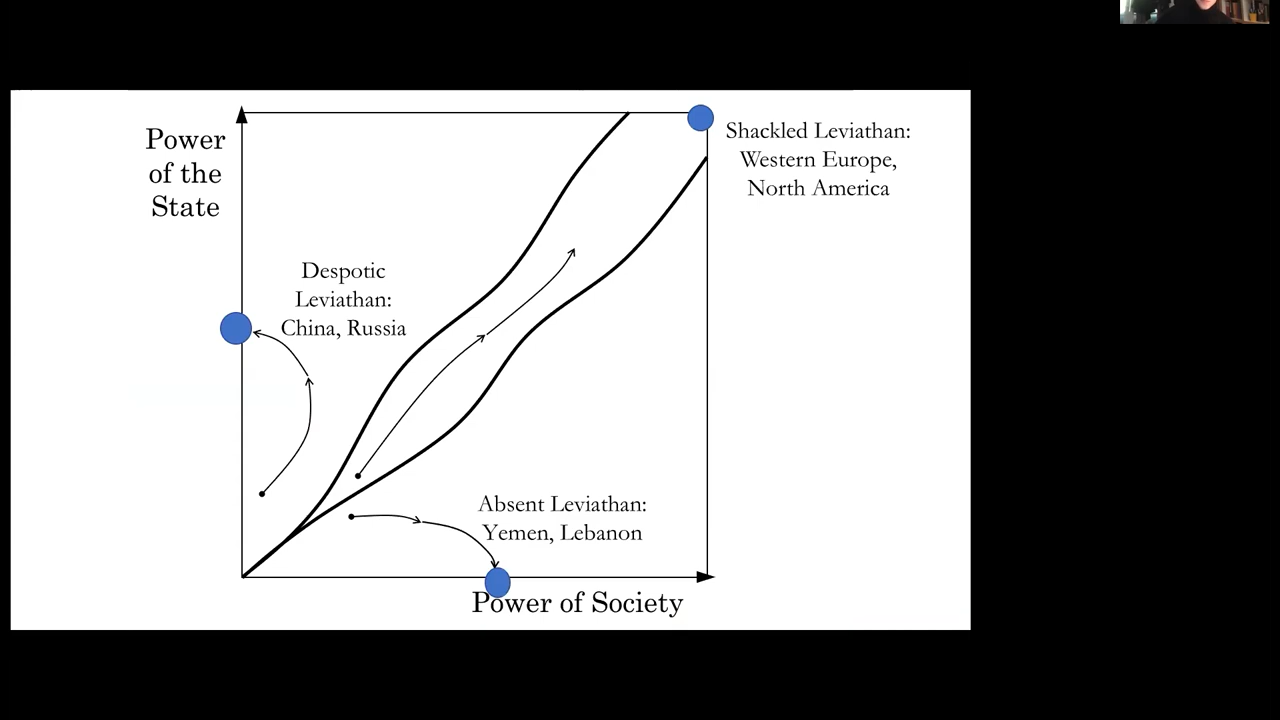 Power
of the
State
Shackled Leviathan:
Western Europe,
North America
Despotic
Leviathan:
China, Russia
Absent Leviathan:
Yemen, Lebanon
Power of Society